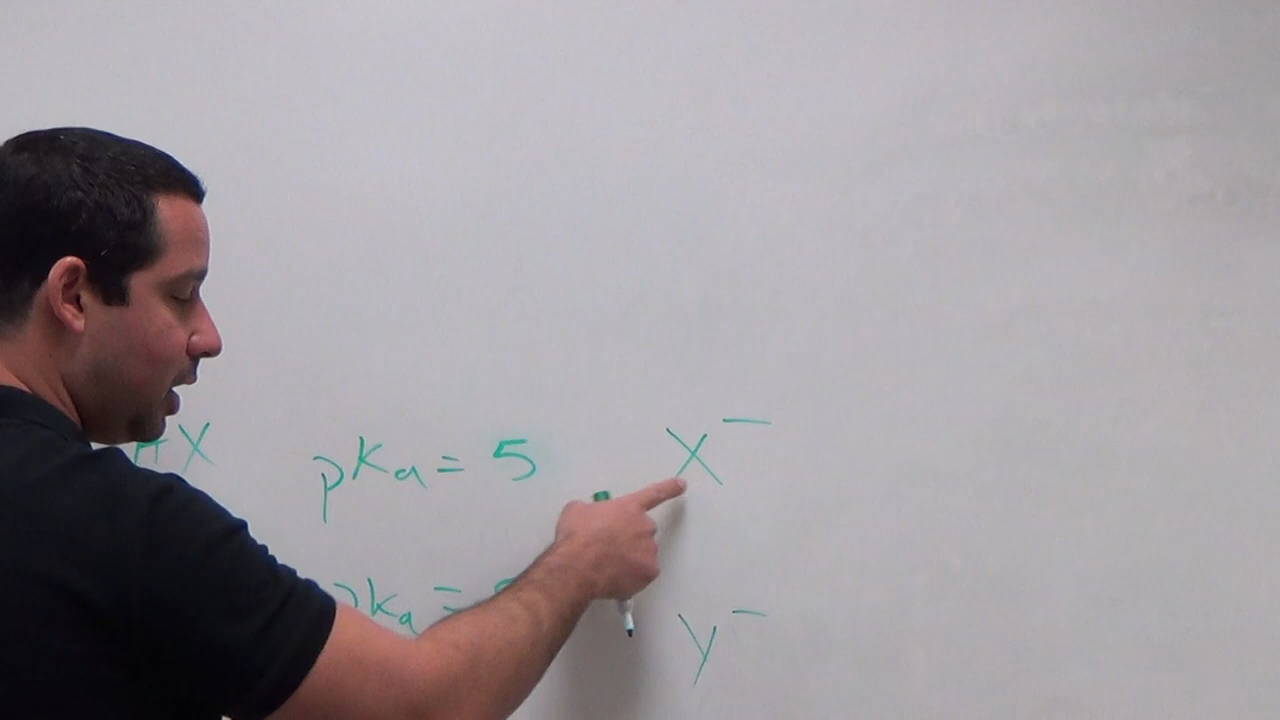 HX pKa = 5 X⁻
pKa = Y⁻